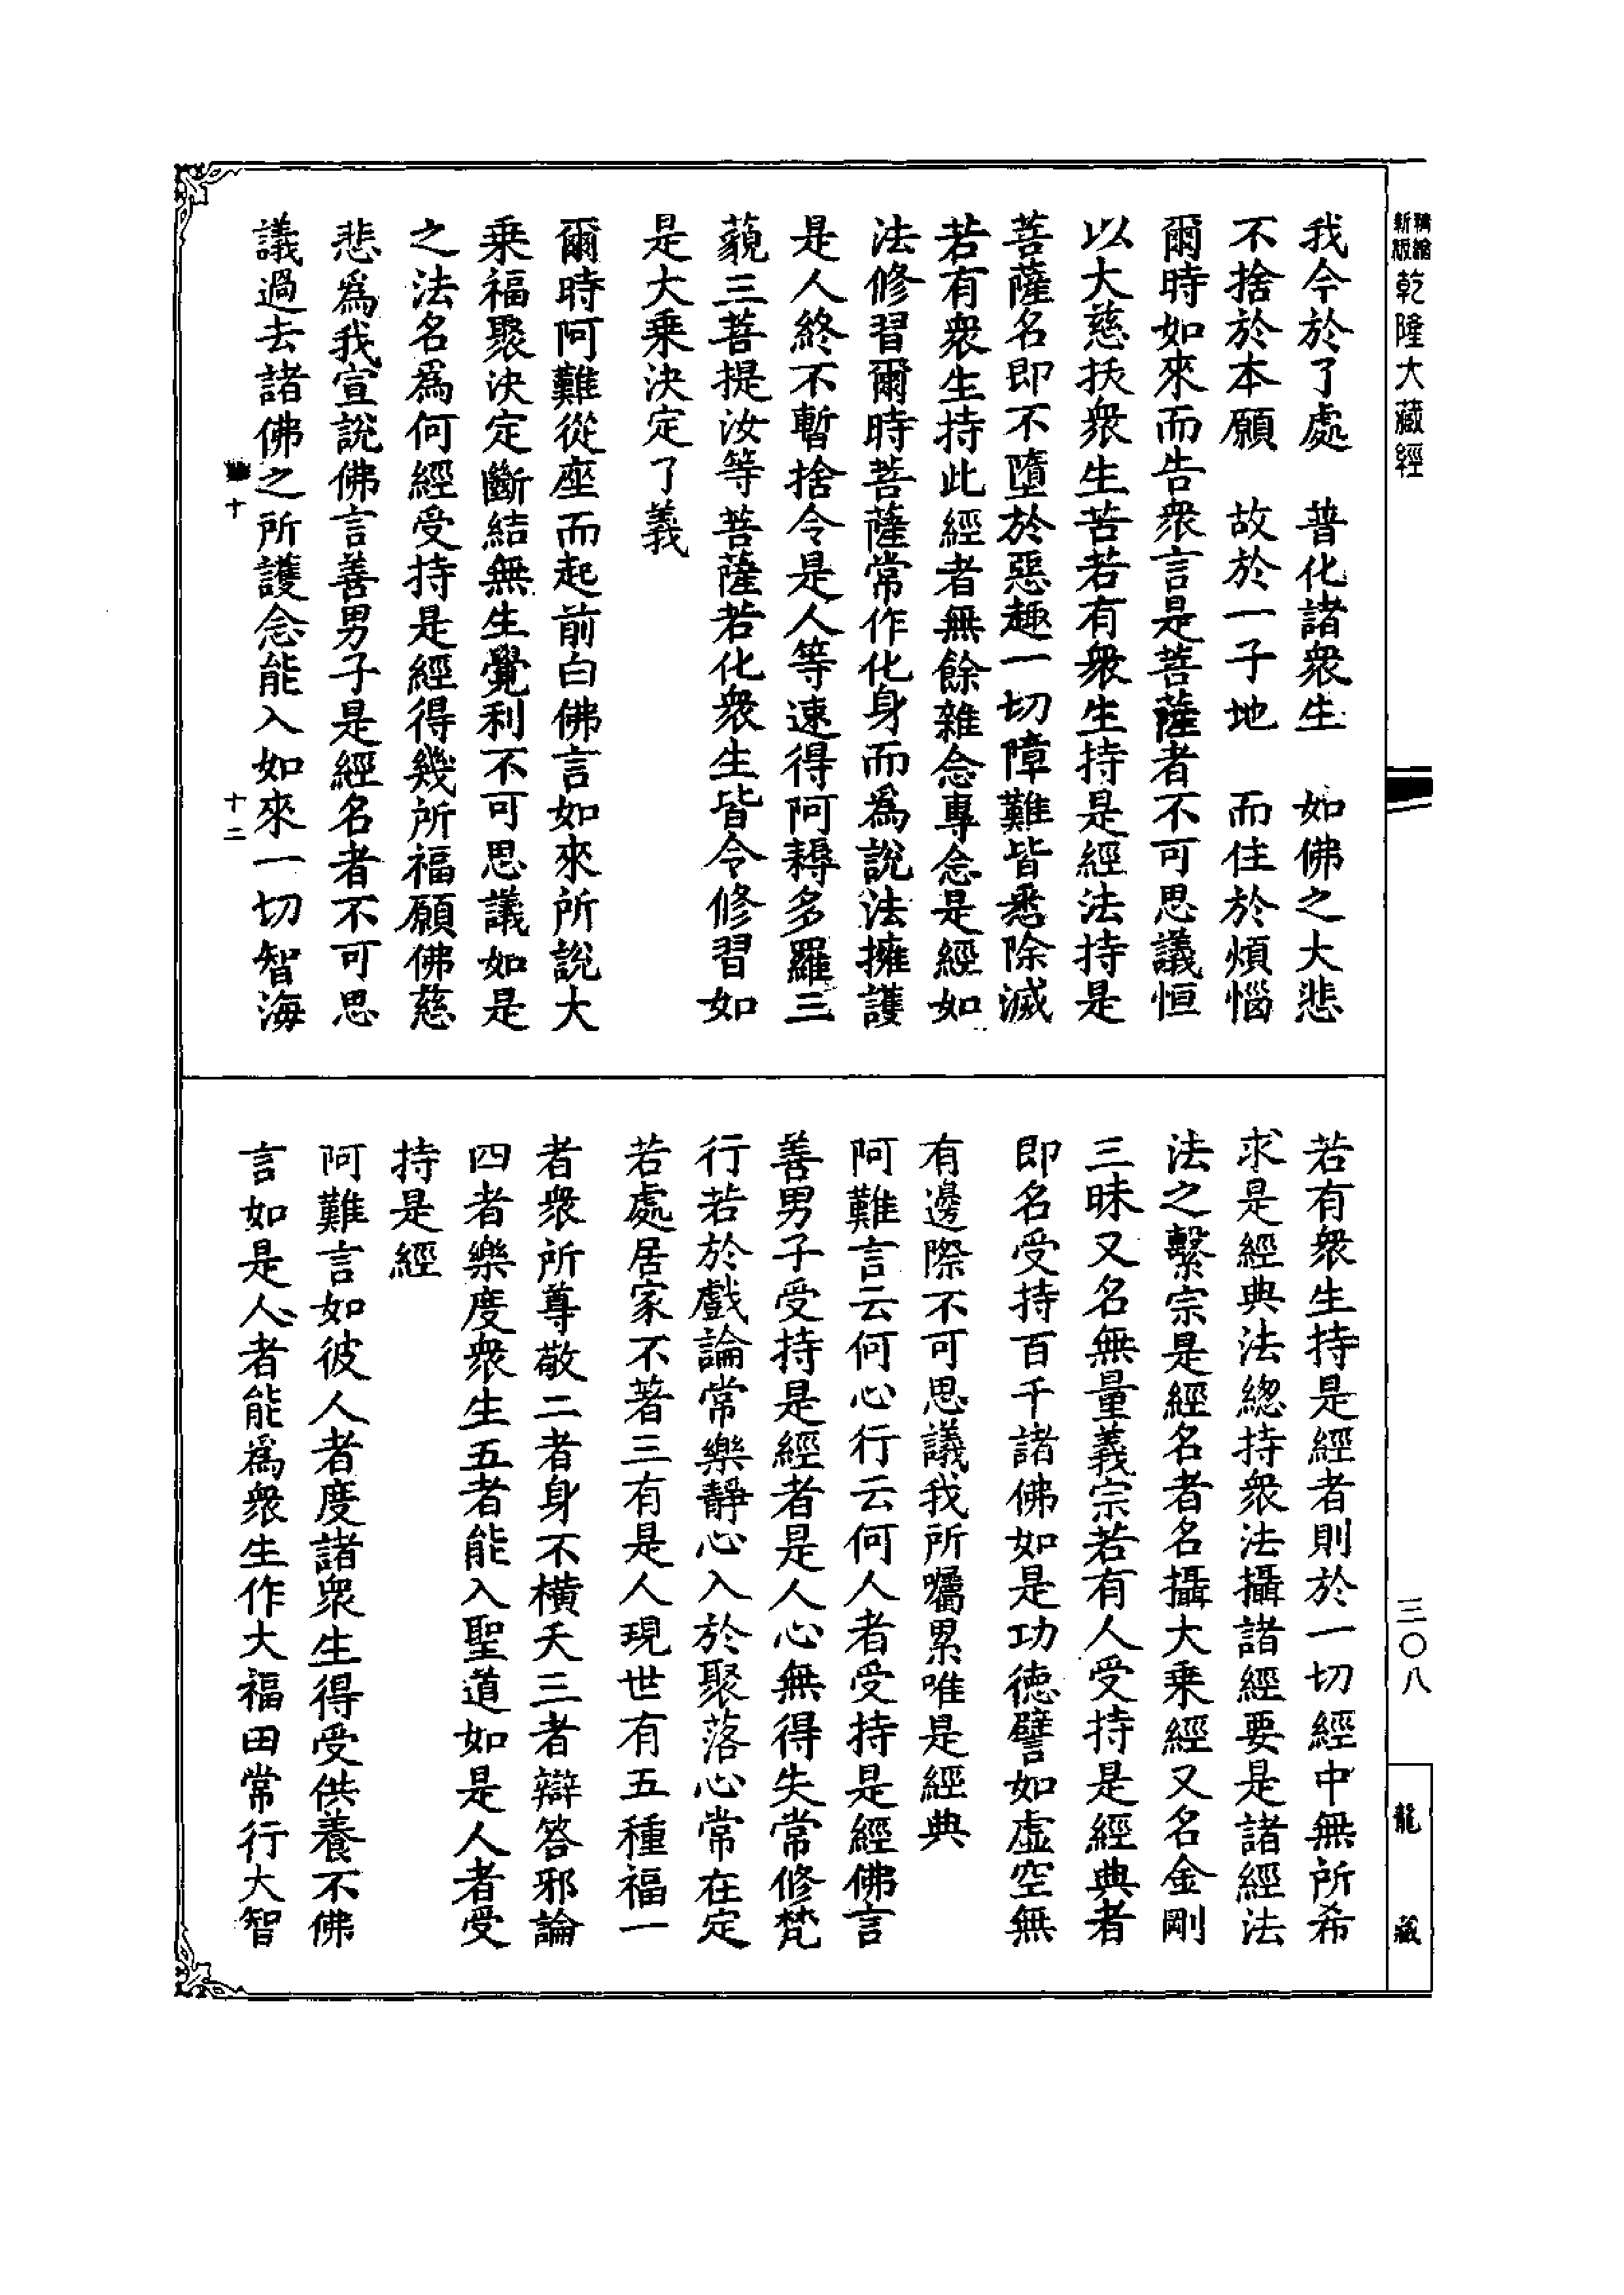 精繪
新版
乾隆大藏經
我今於了處　普化諸衆生　如佛之大悲
不捨於本願　故於一子地　而住於煩惱
爾時如來而告衆言是菩薩者不可思議恒
以大慈㧞衆生苦若有衆生持是經法持是
菩薩名即不墮於惡趣一切障難皆悉除滅
若有衆生持此經者無餘雜念專念是經如
法修習爾時菩薩常作化身而爲說法擁護
是人終不暫捨令是人等速得阿耨多羅三
藐三菩提汝等菩薩若化衆生皆令修習如
是大乘決定了義
爾時阿難從座而起前白佛言如來所說大
乘福聚決定斷結無生覺利不可思議如是
之法名爲何經受持是經得幾所福願佛慈
悲爲我宣說佛言善男子是經名者不可思
議過去諸佛之所護念能入如來一切智海
十
十二
若有衆生持是經者則於一切經中無所希
求是經典法總持衆法攝諸經要是諸經法
法之繫宗是經名者名攝大乘經又名金剛
三昧又名無量義宗若有人受持是經典者
即名受持百千諸佛如是功德譬如虛空無
有邊際不可思議我所囑累唯是經典
阿難言云何心行云何人者受持是經佛言
善男子受持是經者是人心無得失常修梵
行若於戲論常樂靜心入於聚落心常在定
若處居家不著三有是人現世有五種福一
者衆所尊敬二者身不橫夭三者辯答邪論
四者樂度衆生五者能入聖道如是人者受
持是經
阿難言如彼人者度諸衆生得受供養不佛
言如是人者能爲衆生作大福田常行大智
三〇八
龍藏